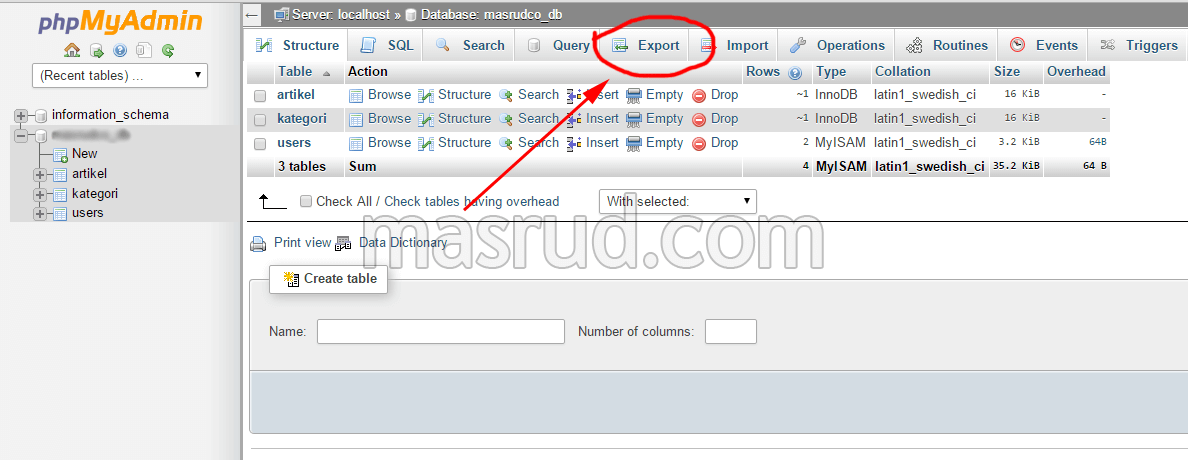 phpMyAdmin
(Recent tables) ...
information_schema
New
artikel
kategori
users
Server: localhost » Database: masrudco_db
Structure SQL Search Query Export Import Operations Routines Events Triggers
Table Action Rows Type Collation Size Overhead
artikel Browse Structure Search Insert Empty Drop ~1 InnoDB latin1_swedish_ci 16 KiB -
kategori Browse Structure Search Insert Empty Drop ~1 InnoDB latin1_swedish_ci 16 KiB -
users Browse Structure Search Insert Empty Drop 2 MyISAM latin1_swedish_ci 3.2 KiB 64B
3 tables Sum 4 MyISAM latin1_swedish_ci 35.2 KiB 64 B
Check All / Check tables having overhead With selected:
masrud.com
Print view Data Dictionary
Create table
Name: Number of columns: